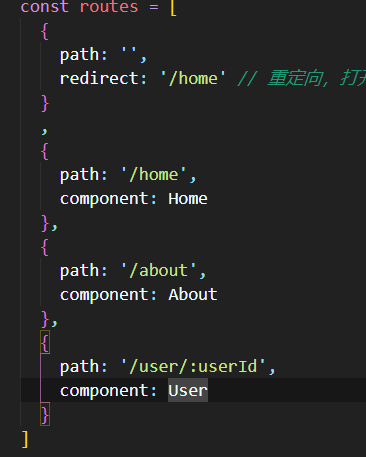 const routes = [
{
path: '',
redirect: '/home' // 重定向, 打开
}
,
{
path: '/home',
component: Home
},
{
path: '/about',
component: About
},
{
path: '/user/:userId',
component: User
}
]